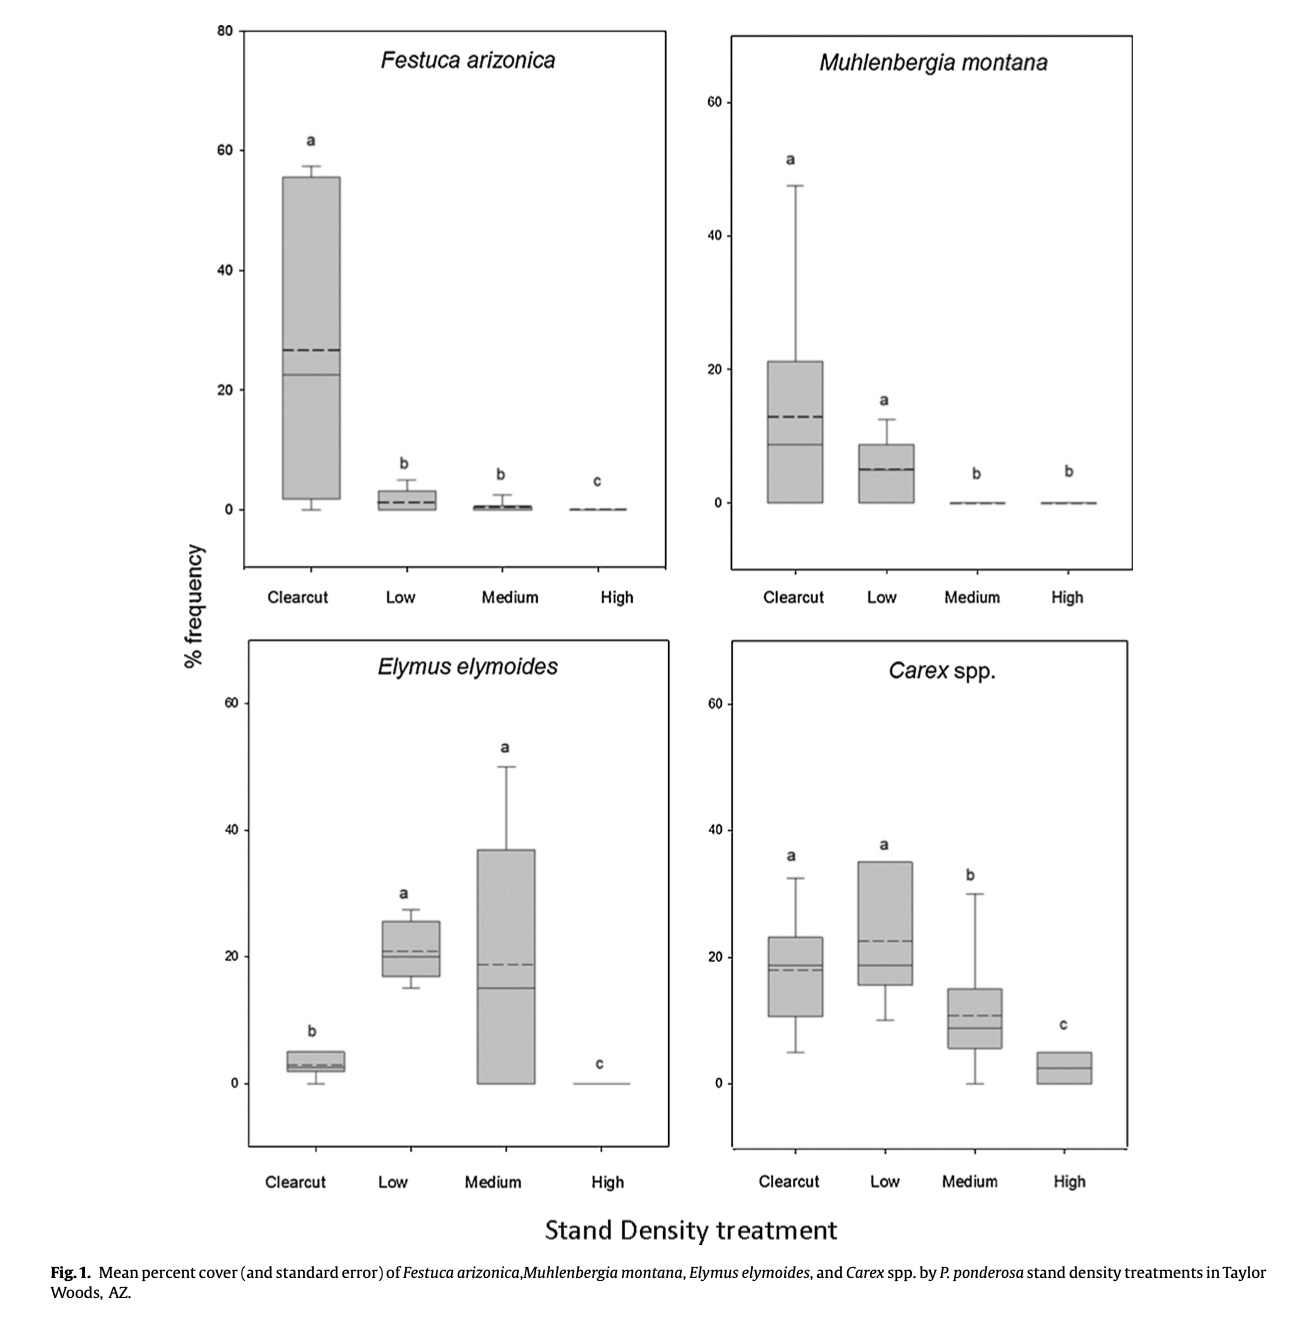 Festuca arizonica
80
60
40
20
0
a
b
b
c
Clearcut Low Medium High
Muhlenbergia montana
60
40
20
0
a
a
b
b
Clearcut Low Medium High
% frequency
Elymus elymoides
60
40
20
0
b
a
a
c
Clearcut Low Medium High
Carex spp.
60
40
20
0
a
a
b
c
Clearcut Low Medium High
Stand Density treatment
Fig. 1. Mean percent cover (and standard error) of Festuca arizonica,Muhlenbergia montana, Elymus elymoides, and Carex spp. by P. ponderosa stand density treatments in Taylor
Woods, AZ.